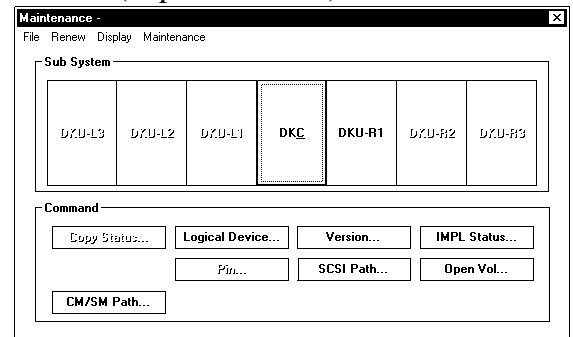 Maintenance -
File Renew Display Maintenance
Sub System
DKU-L3 DKU-L2 DKU-L1 DKC DKU-R1 DKU-R2 DKU-R3
Command
Copy Status... Logical Device... Version... IMPL Status...
Pin... SCSI Path... Open Vol...
CM/SM Path...